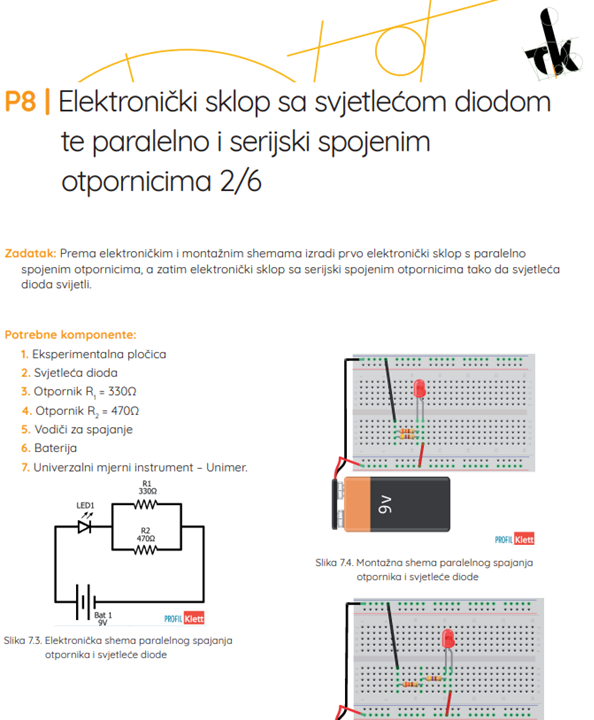 P8 | Elektronički sklop sa svjetlećom diodom
te paralelno i serijski spojenim
otpornicima 2/6
Zadatak: Prema elektroničkim i montažnim shemama izradi prvo elektronički sklop s paralelno
spojenim otpornicima, a zatim elektronički sklop sa serijski spojenim otpornicima tako da svjetleća
dioda svijetli.
Potrebne komponente:
1. Eksperimentalna pločica
2. Svjetleća dioda
3. Otpornik R₁ = 330Ω
4. Otpornik R₂ = 470Ω
5. Vodiči za spajanje
6. Baterija
7. Univerzalni mjerni instrument – Unimer.
R1
330Ω
LED1
R2
470Ω
Bat 1
9V
PROFIL Klett
Slika 7.3. Elektronička shema paralelnog spajanja
otpornika i svjetleće diode
9V
PROFIL Klett
Slika 7.4. Montažna shema paralelnog spajanja
otpornika i svjetleće diode